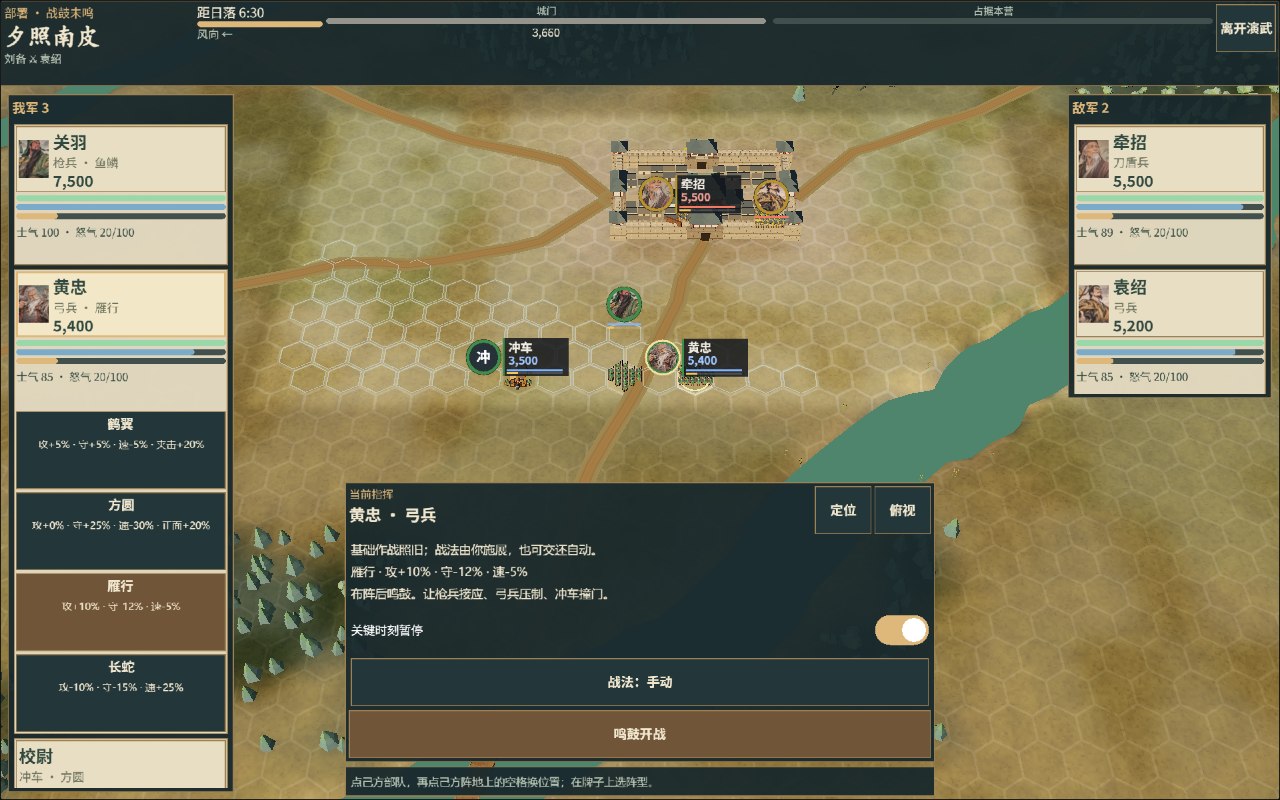 部署 · 战鼓未鸣
夕照南皮
刘备 ⚔ 袁绍
距日落 6:30
风向 ←
城门
3,660
占据本营
离开演武
我军 3
关羽
枪兵 · 鱼鳞
7,500
士气 100 · 怒气 20/100
黄忠
弓兵 · 雁行
5,400
士气 85 · 怒气 20/100
鹤翼
攻+5% · 守+5% · 速-5% · 夹击+20%
方圆
攻+0% · 守+25% · 速-30% · 正面+20%
雁行
攻+10% · 守-12% · 速-5%
长蛇
攻-10% · 守-15% · 速+25%
校尉
冲车 · 方圆
牵招
5,500
冲
冲车
3,500
黄忠
5,400
敌军 2
牵招
刀盾兵
5,500
士气 89 · 怒气 20/100
袁绍
弓兵
5,200
士气 85 · 怒气 20/100
当前指挥
黄忠 · 弓兵
定位
俯视
基础作战照旧；战法由你施展，也可交还自动。
雁行 · 攻+10% · 守-12% · 速-5%
布阵后鸣鼓。让枪兵接应、弓兵压制、冲车撞门。
关键时刻暂停
战法：手动
鸣鼓开战
点己方部队，再点己方阵地上的空格换位置；在牌子上选阵型。